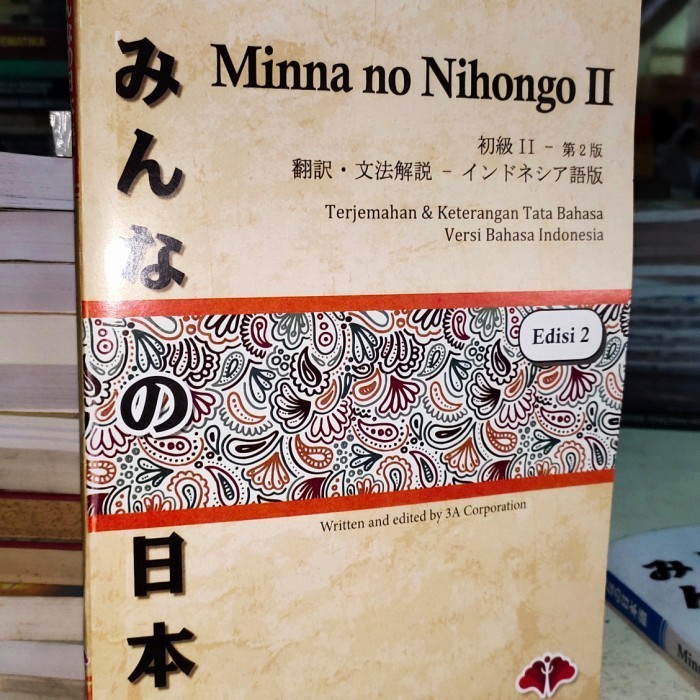 みんなの日本
Minna no Nihongo II
初級 II - 第2版
翻訳・文法解説 - インドネシア語版
Terjemahan & Keterangan Tata Bahasa
Versi Bahasa Indonesia
Edisi 2
Written and edited by 3A Corporation